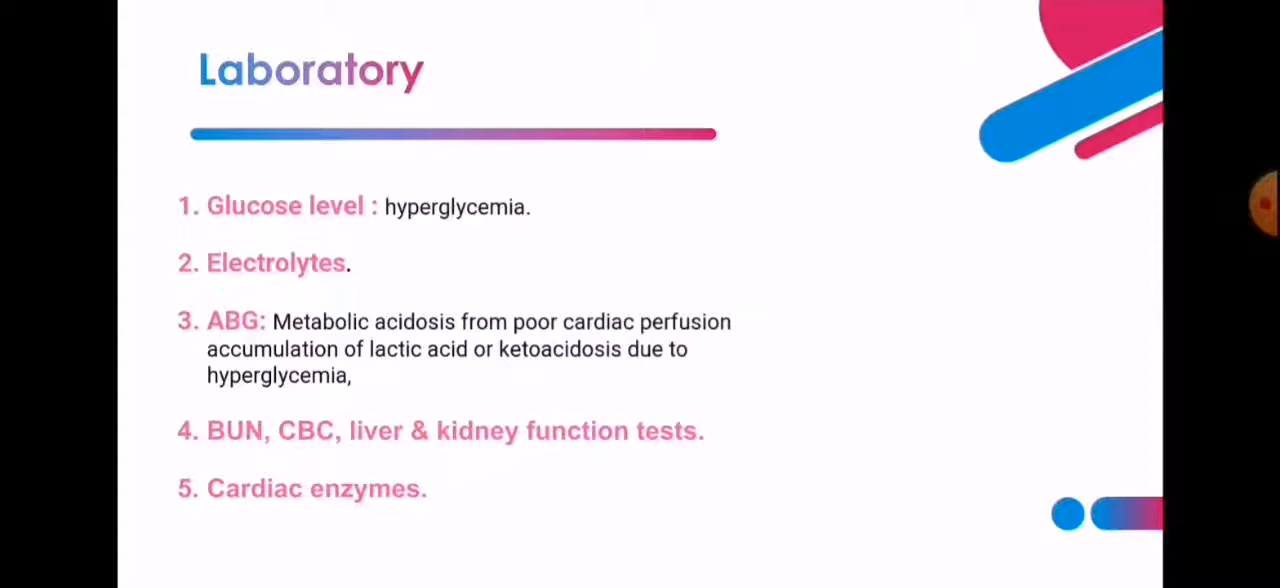 Laboratory
1. Glucose level : hyperglycemia.
2. Electrolytes.
3. ABG: Metabolic acidosis from poor cardiac perfusion
accumulation of lactic acid or ketoacidosis due to
hyperglycemia,
4. BUN, CBC, liver & kidney function tests.
5. Cardiac enzymes.